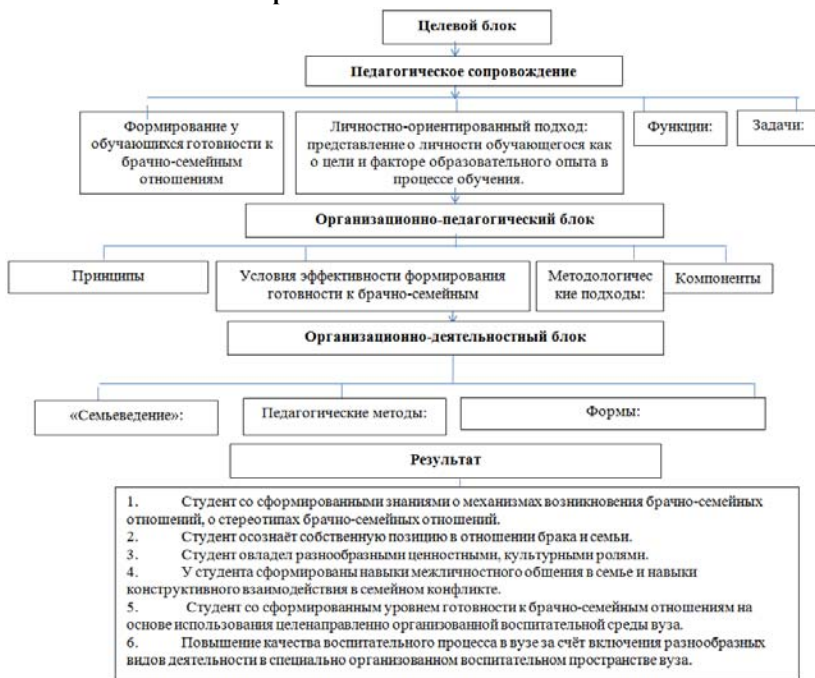 Целевой блок
Педагогическое сопровождение
Формирование у
обучающихся готовности к
брачно-семейным
отношениям
Личностно-ориентированный подход:
представление о личности обучающегося как
о цели и факторе образовательного опыта в
процессе обучения.
Функции:
Задачи:
Организационно-педагогический блок
Принципы
Условия эффективности формирования
готовности к брачно-семейным
Методологичес
кие подходы:
Компоненты
Организационно-деятельностный блок
«Семьеведение»:
Педагогические методы:
Формы:
Результат
1. Студент со сформированными знаниями о механизмах возникновения брачно-семейных
отношений, о стереотипах брачно-семейных отношений.
2. Студент осознаёт собственную позицию в отношении брака и семьи.
3. Студент овладел разнообразными ценностными, культурными ролями.
4. У студента сформированы навыки межличностного общения в семье и навыки
конструктивного взаимодействия в семейном конфликте.
5. Студент со сформированным уровнем готовности к брачно-семейным отношениям на
основе использования целенаправленно организованной воспитательной среды вуза.
6. Повышение качества воспитательного процесса в вузе за счёт включения разнообразных
видов деятельности в специально организованном воспитательном пространстве вуза.